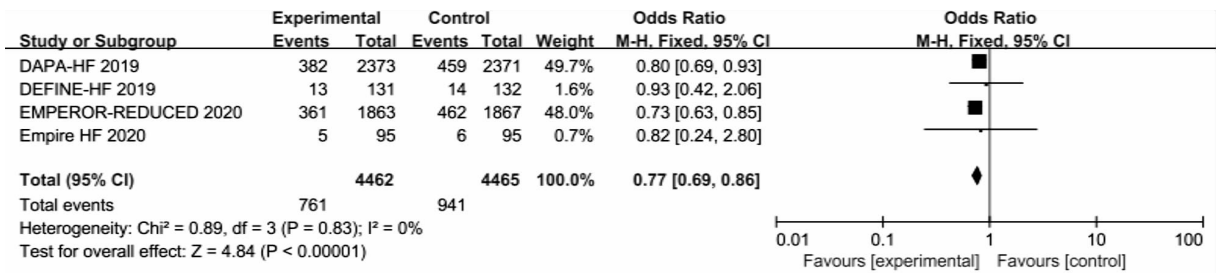 Experimental Control Odds Ratio Odds Ratio
Study or Subgroup Events Total Events Total Weight M-H, Fixed, 95% CI M-H, Fixed, 95% CI
DAPA-HF 2019 382 2373 459 2371 49.7% 0.80 [0.69, 0.93]
DEFINE-HF 2019 13 131 14 132 1.6% 0.93 [0.42, 2.06]
EMPEROR-REDUCED 2020 361 1863 462 1867 48.0% 0.73 [0.63, 0.85]
Empire HF 2020 5 95 6 95 0.7% 0.82 [0.24, 2.80]
Total (95% CI) 4462 4465 100.0% 0.77 [0.69, 0.86]
Total events 761 941
Heterogeneity: Chi² = 0.89, df = 3 (P = 0.83); I² = 0%
Test for overall effect: Z = 4.84 (P < 0.00001)
0.01 0.1 1 10 100
Favours [experimental] Favours [control]